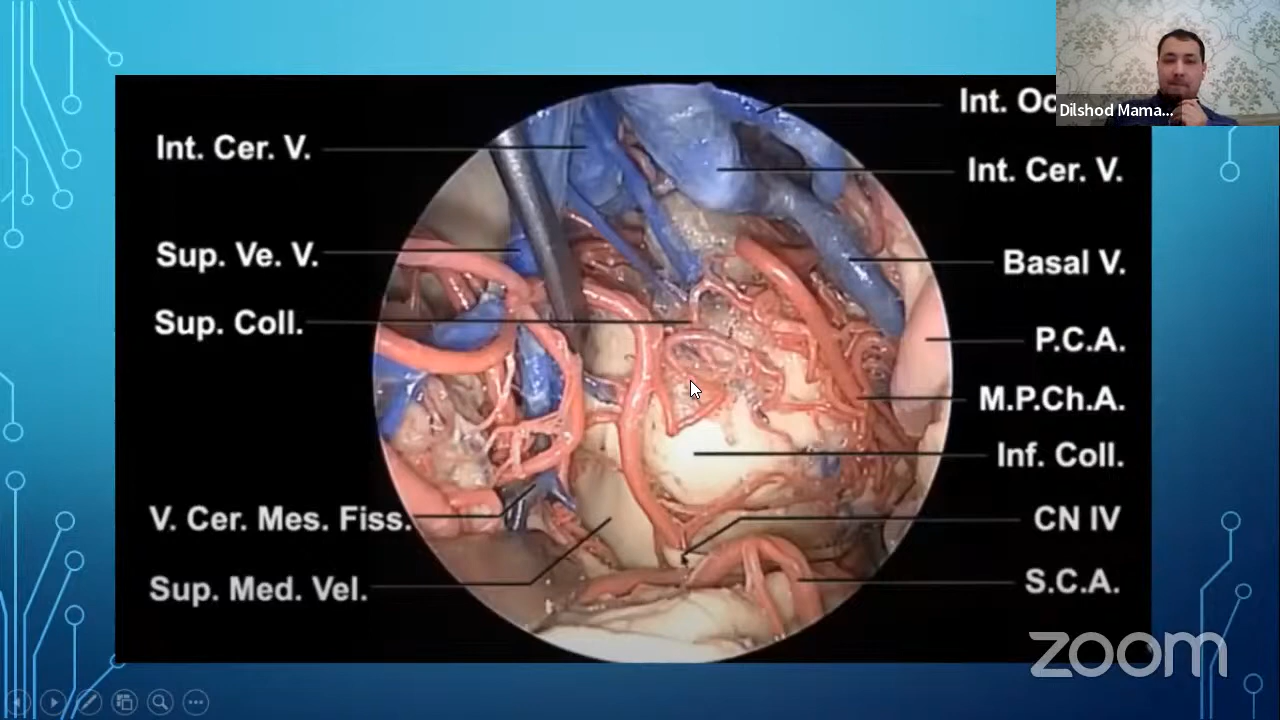 Int. Cer. V.
Sup. Ve. V.
Sup. Coll.
V. Cer. Mes. Fiss.
Sup. Med. Vel.
Int. Oc
Int. Cer. V.
Basal V.
P.C.A.
M.P.Ch.A.
Inf. Coll.
CN IV
S.C.A.
Dilshod Mama...
zoom